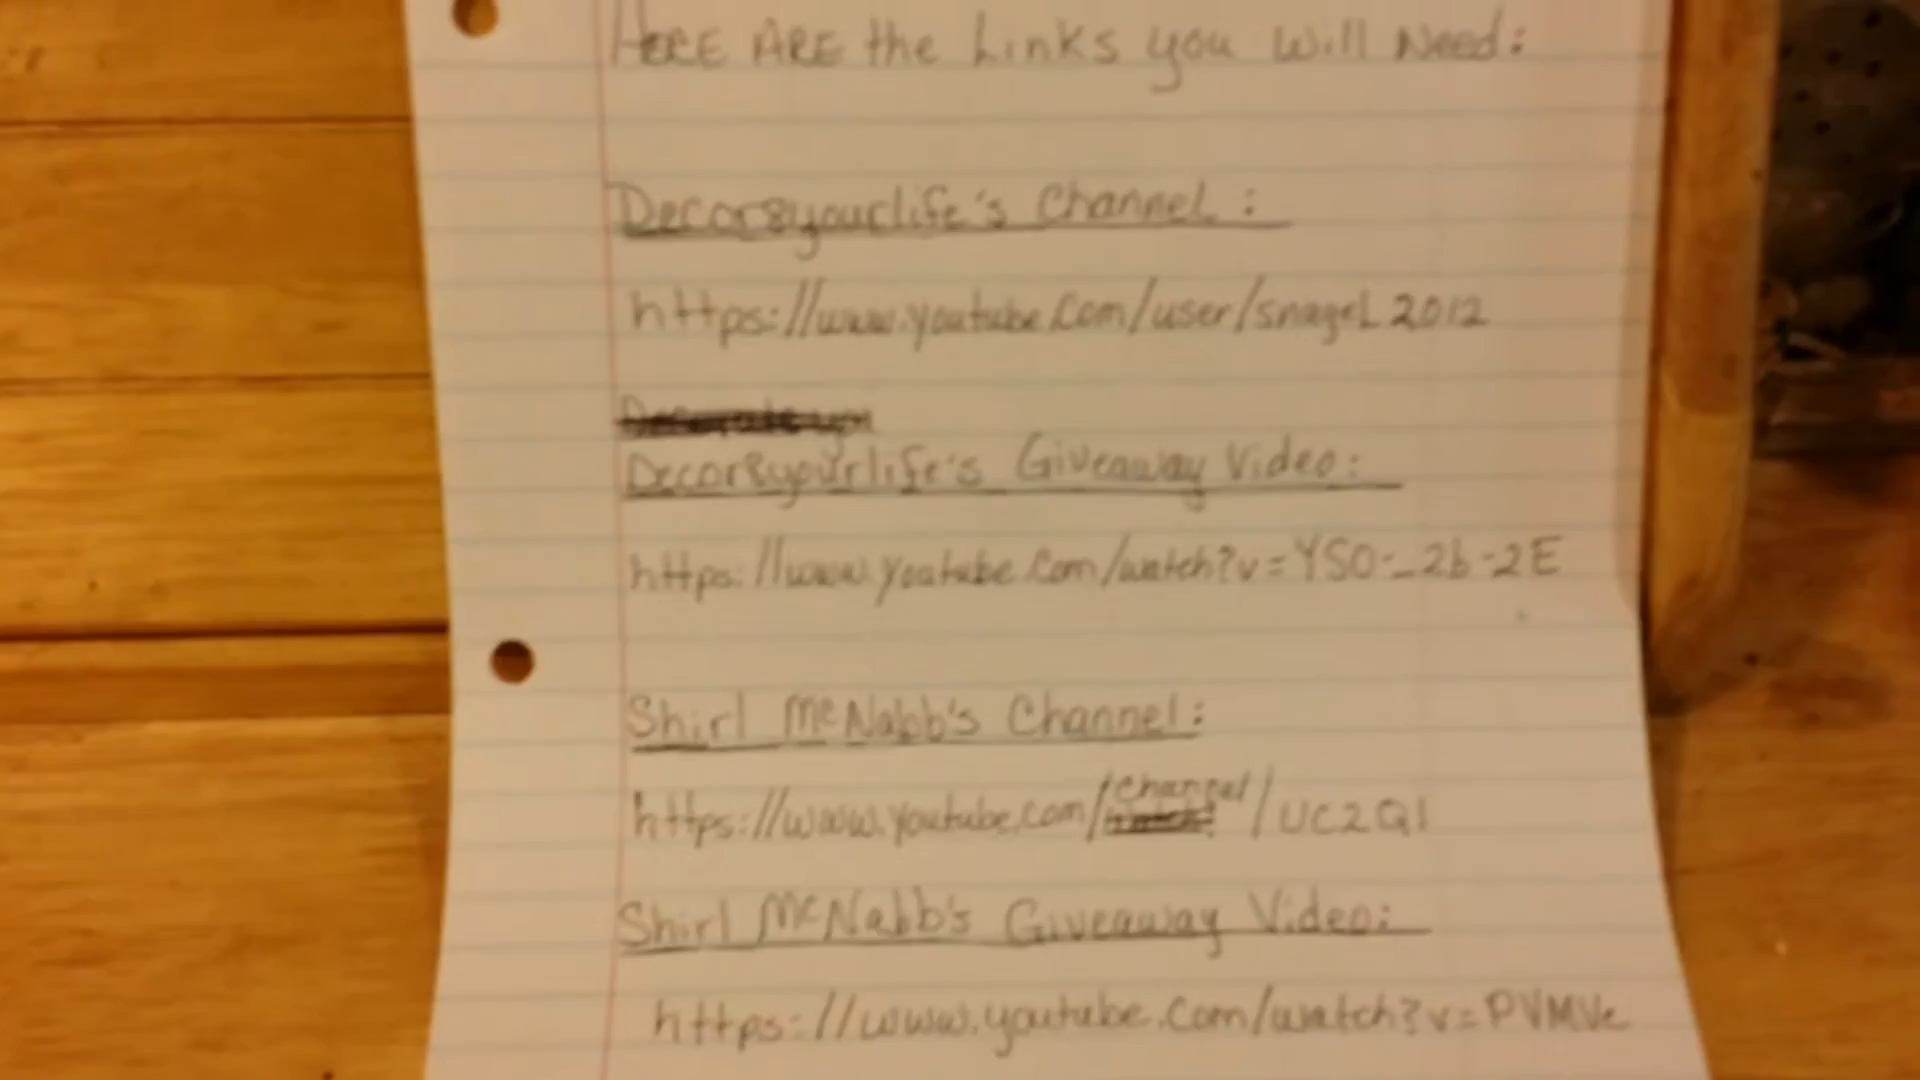 HERE ARE the Links you Will Need:
Decor8yourlife's Channel:
https://www.youtube.com/user/snagel2012
Decor8yourlife's Giveaway Video:
https://www.youtube.com/watch?v=YSO-_2b-2E
Shirl McNabb's Channel:
https://www.youtube.com/channel/UC2Q1
Shirl McNabb's Giveaway Video:
https://www.youtube.com/watch?v=PVMVe